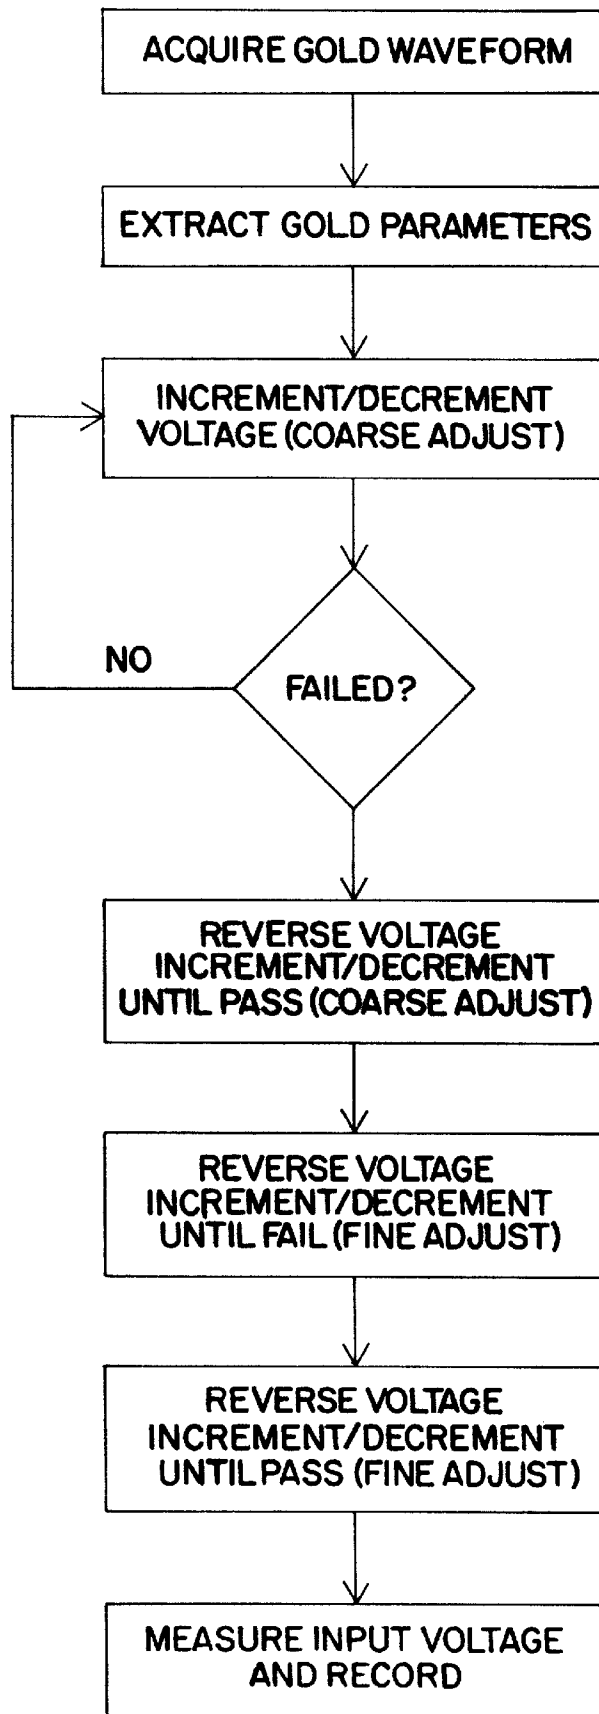 ACQUIRE GOLD WAVEFORM
EXTRACT GOLD PARAMETERS
INCREMENT/DECREMENT
VOLTAGE (COARSE ADJUST)
NO
FAILED?
REVERSE VOLTAGE
INCREMENT/DECREMENT
UNTIL PASS (COARSE ADJUST)
REVERSE VOLTAGE
INCREMENT/DECREMENT
UNTIL FAIL (FINE ADJUST)
REVERSE VOLTAGE
INCREMENT/DECREMENT
UNTIL PASS (FINE ADJUST)
MEASURE INPUT VOLTAGE
AND RECORD